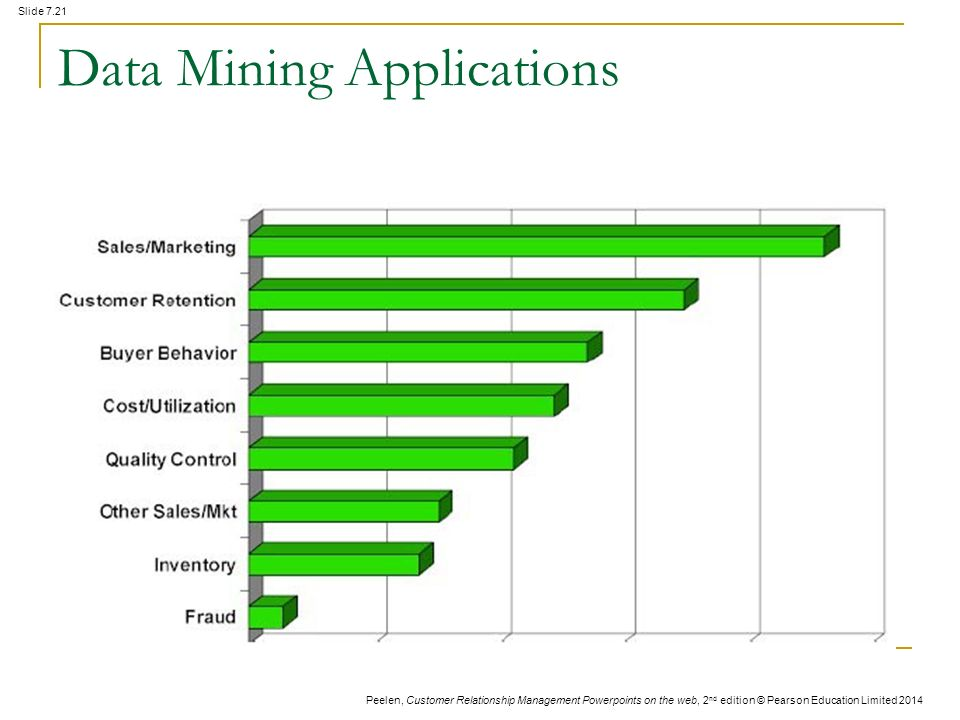 Slide 7.21
Data Mining Applications
Sales/Marketing
Customer Retention
Buyer Behavior
Cost/Utilization
Quality Control
Other Sales/Mkt
Inventory
Fraud
Peelen, Customer Relationship Management Powerpoints on the web, 2nd edition © Pearson Education Limited 2014